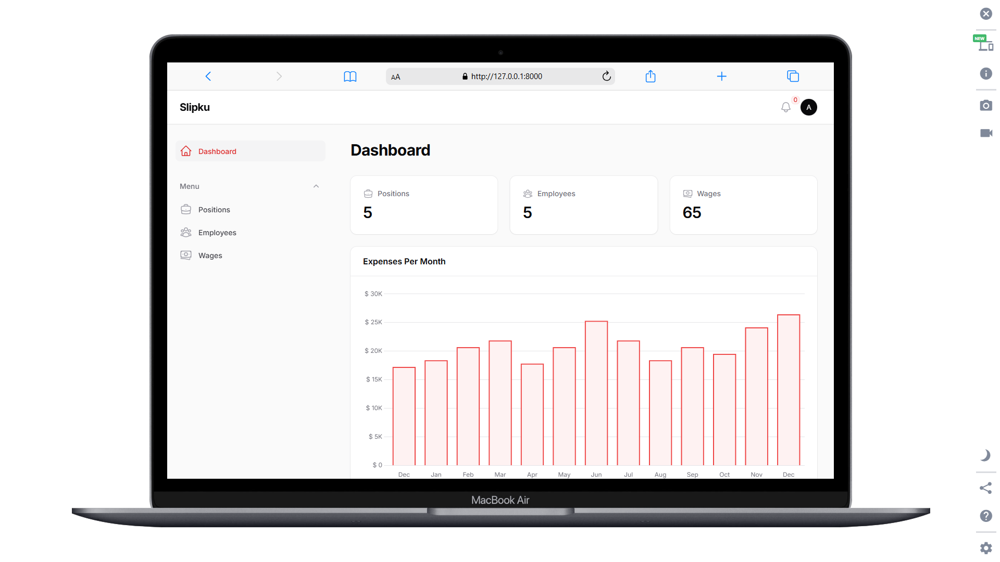 NEW
AA
http://127.0.0.1:8000
Slipku
0
A
Dashboard
Menu
Positions
Employees
Wages
Dashboard
Positions
5
Employees
5
Wages
65
Expenses Per Month
$ 30K
$ 25K
$ 20K
$ 15K
$ 10K
$ 5K
$ 0
Dec Jan Feb Mar Apr May Jun Jul Aug Sep Oct Nov Dec
MacBook Air